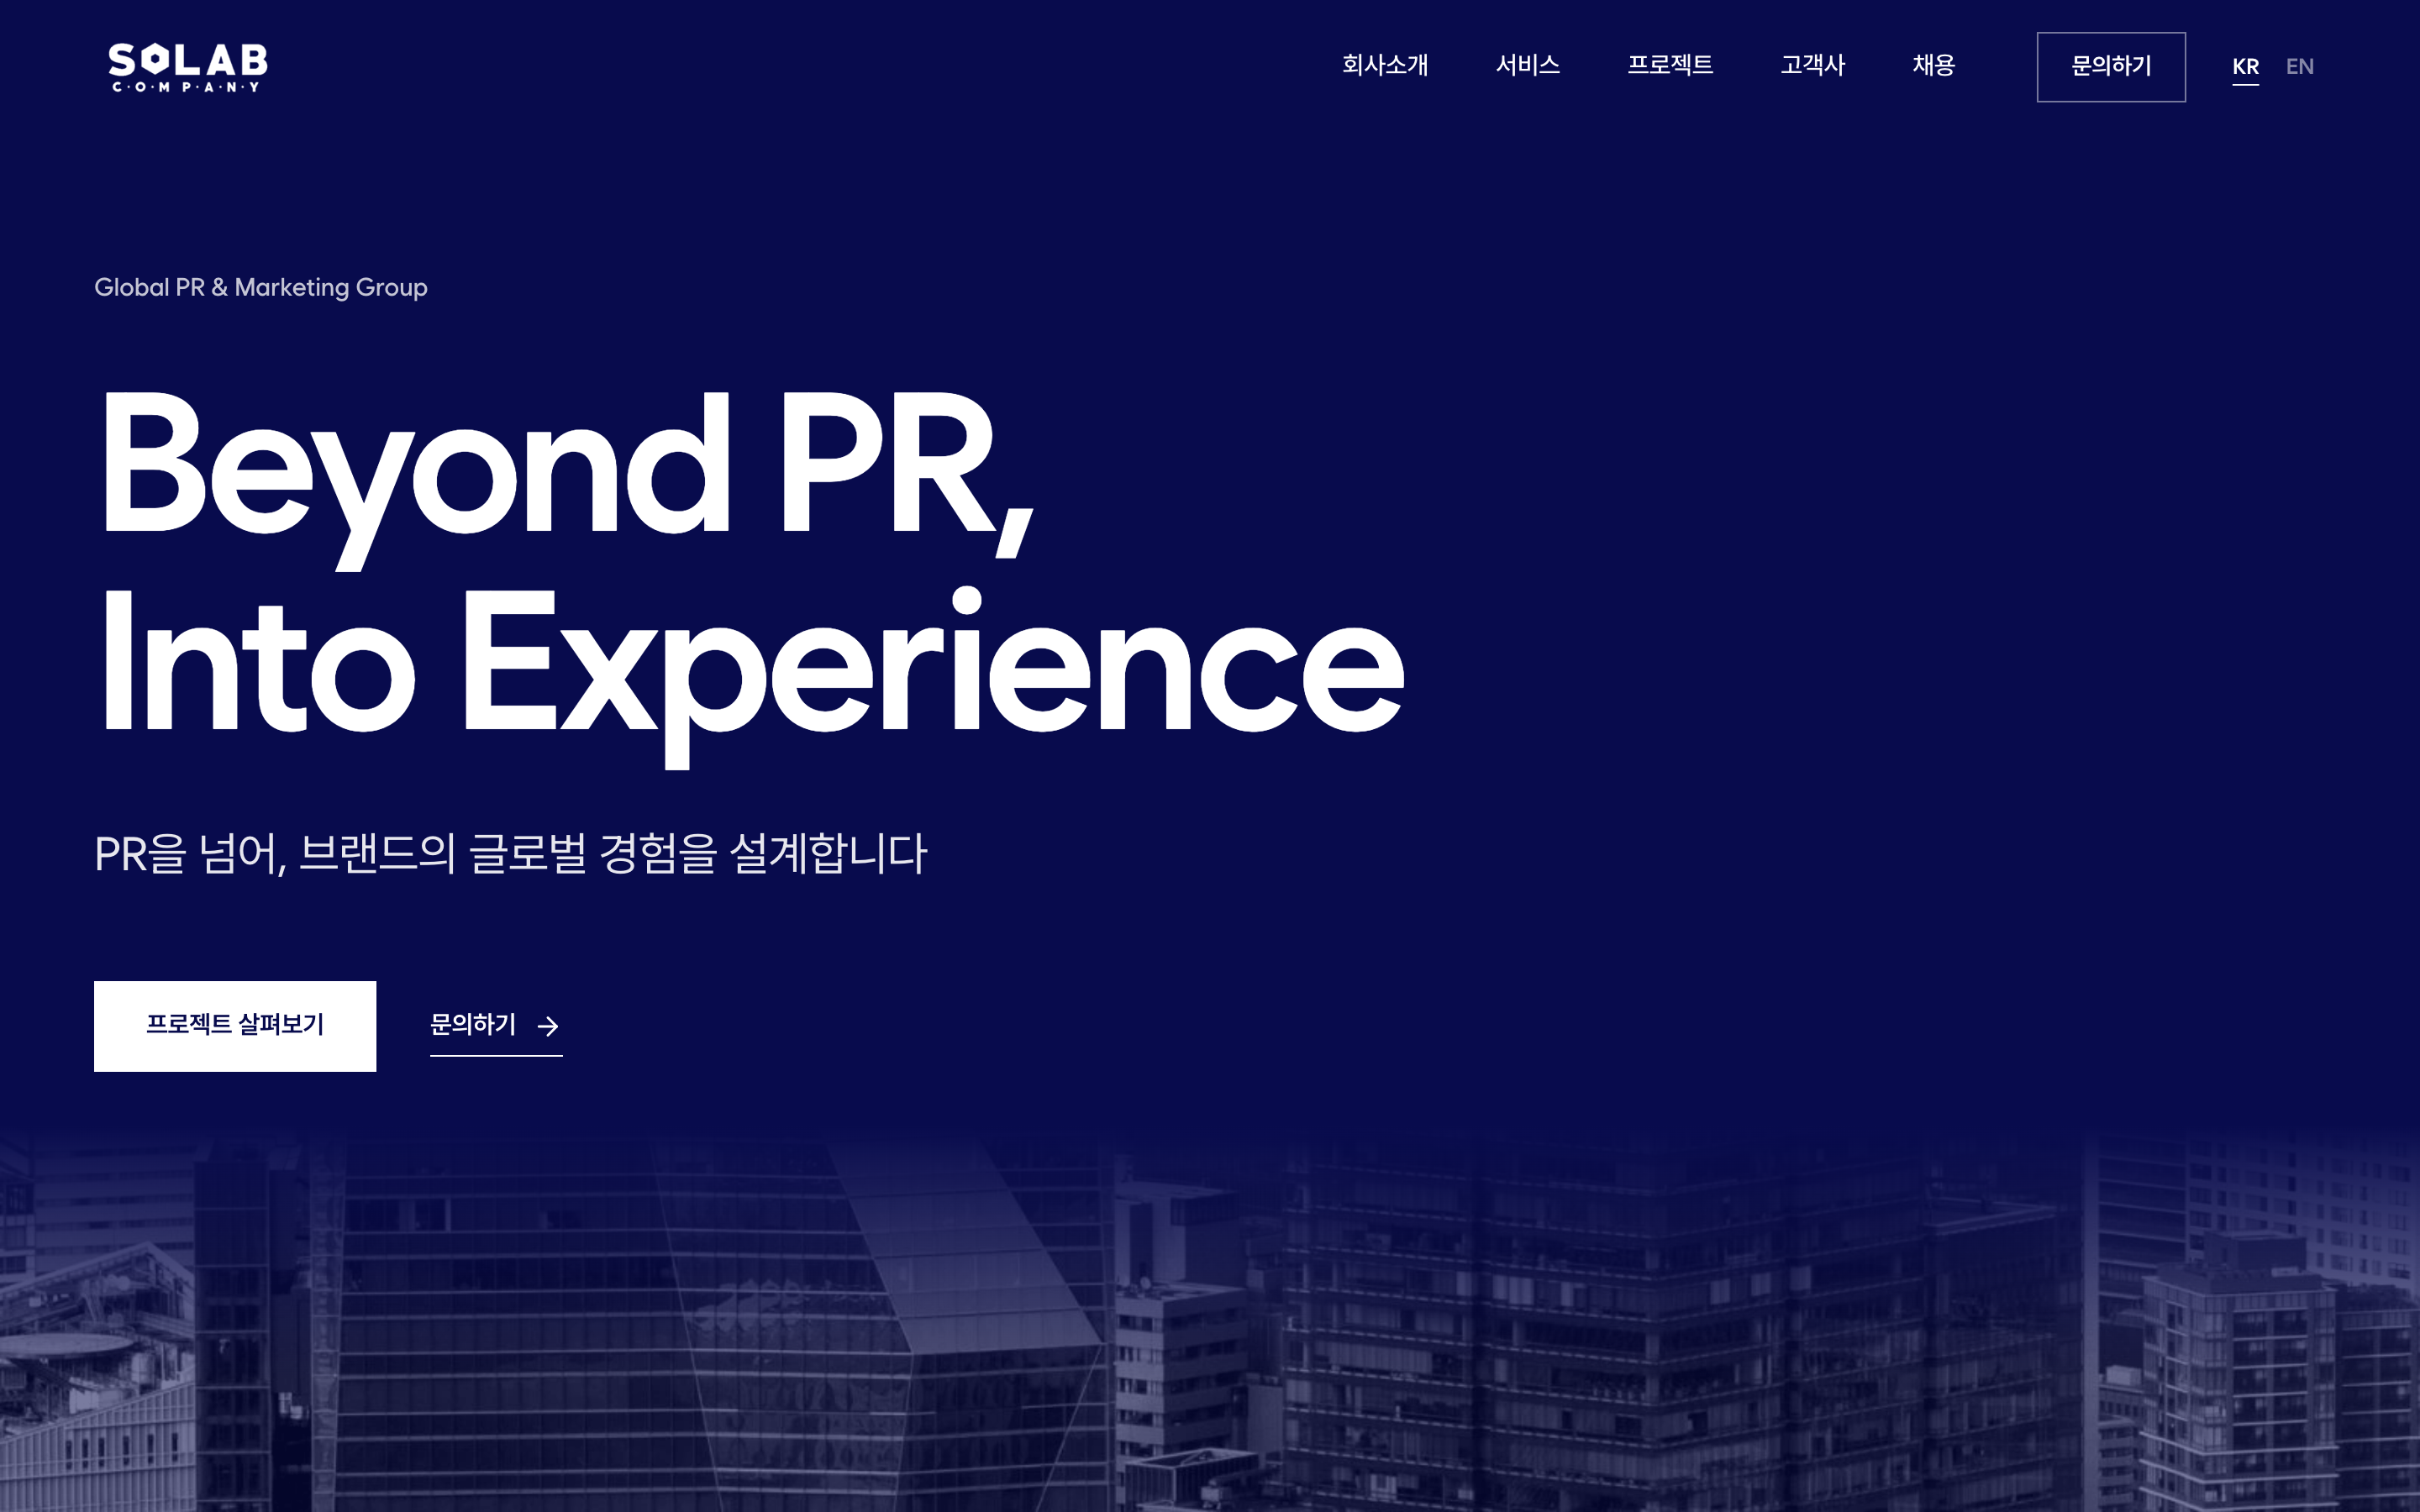 SOLAB
C·O·M·P·A·N·Y
회사소개 서비스 프로젝트 고객사 채용 문의하기 KR EN
Global PR & Marketing Group
Beyond PR,
Into Experience
PR을 넘어, 브랜드의 글로벌 경험을 설계합니다
프로젝트 살펴보기 문의하기 →